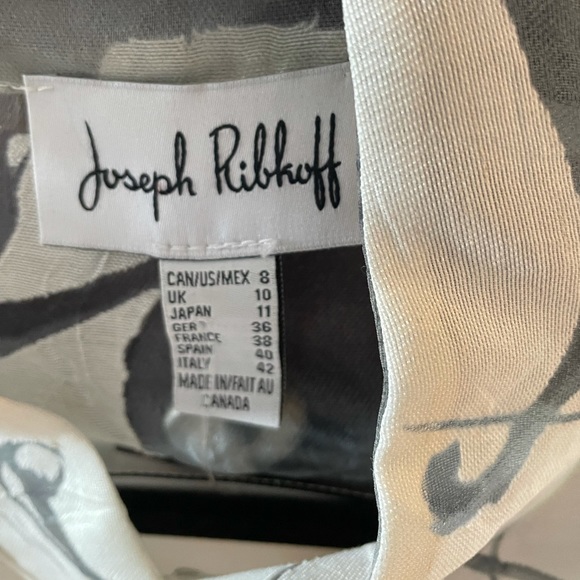 Joseph Ribkoff
CAN/US/MEX 8
UK 10
JAPAN 11
GER 36
FRANCE 38
SPAIN 40
ITALY 42
MADE IN/FAIT AU
CANADA